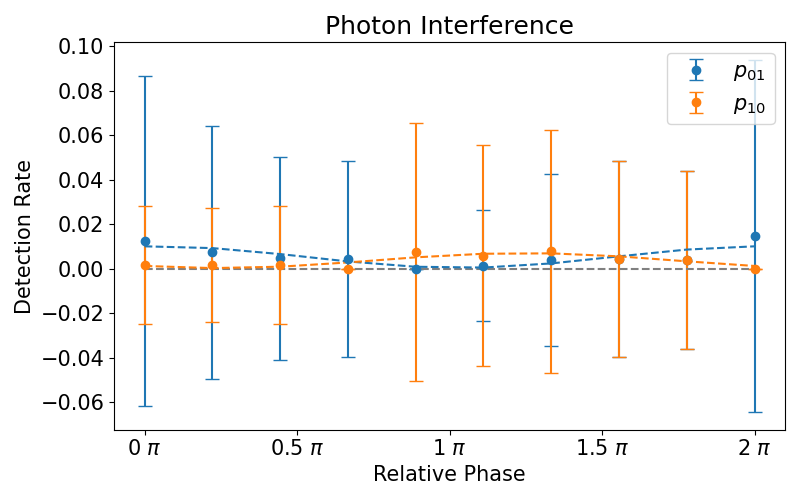 Photon Interference
0.10
0.08
0.06
0.04
0.02
0.00
−0.02
−0.04
−0.06
Detection Rate
p01
p10
0 π
0.5 π
1 π
1.5 π
2 π
Relative Phase